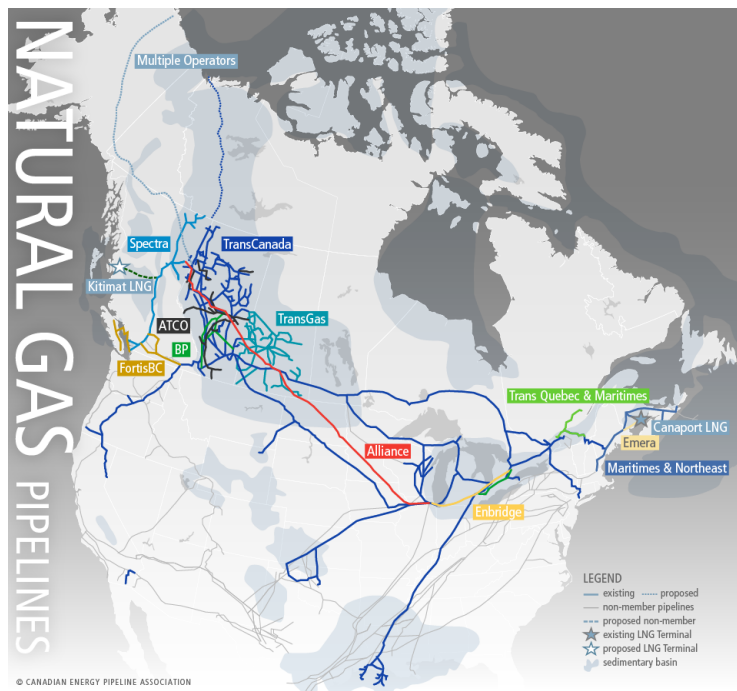 NATURAL GAS PIPELINES
Multiple Operators
Spectra
TransCanada
Kitimat LNG
ATCO
TransGas
BP
FortisBC
Trans Quebec & Maritimes
Canaport LNG
Emera
Alliance
Maritimes & Northeast
Enbridge
LEGEND
existing
proposed
non-member pipelines
proposed non-member
existing LNG Terminal
proposed LNG Terminal
sedimentary basin
© CANADIAN ENERGY PIPELINE ASSOCIATION